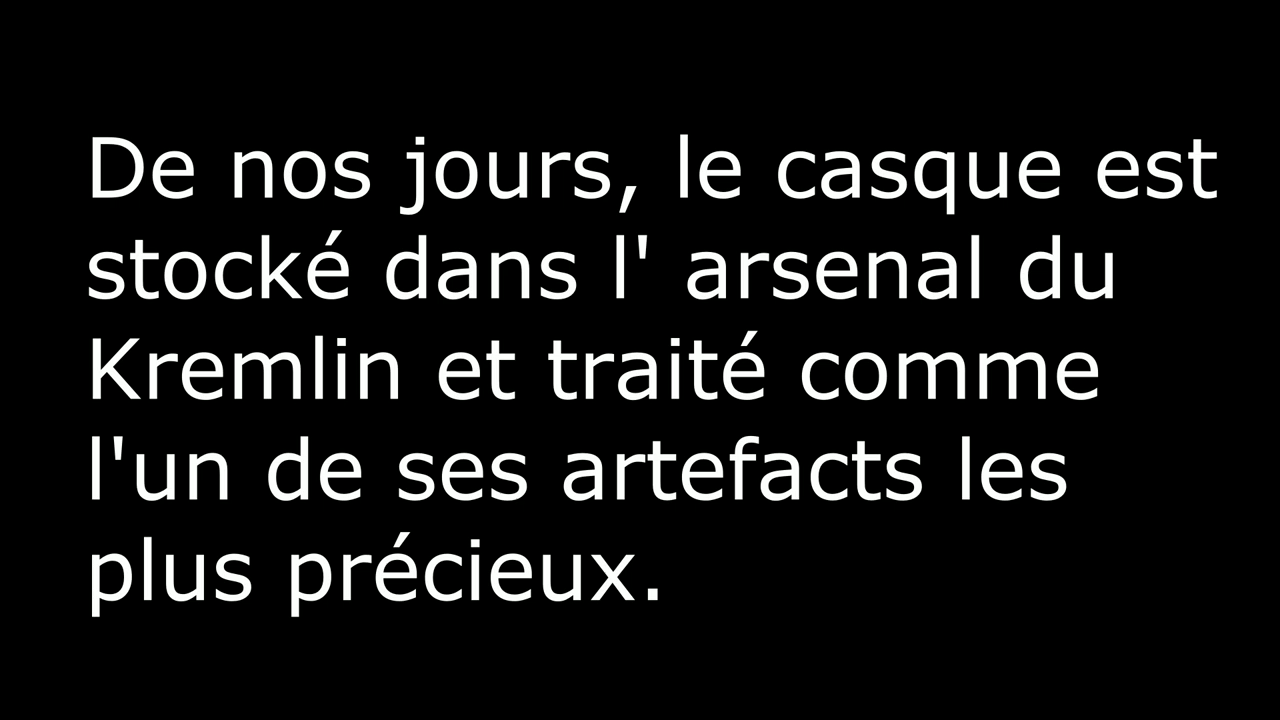 De nos jours, le casque est
stocké dans l' arsenal du
Kremlin et traité comme
l'un de ses artefacts les
plus précieux.